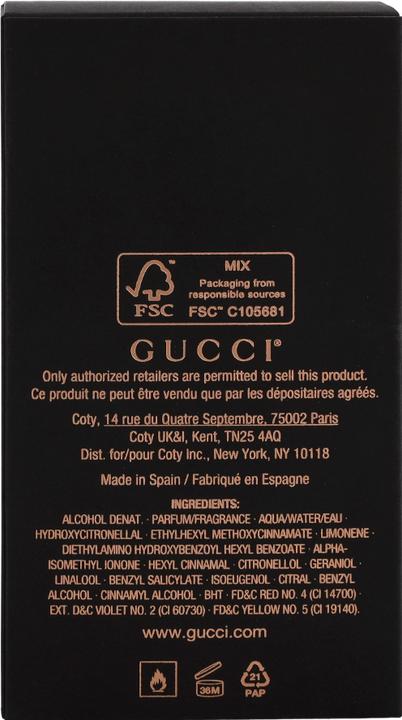 MIX
Packaging from
responsible sources
FSC™
FSC™ C105681
GUCCI®
Only authorized retailers are permitted to sell this product.
Ce produit ne peut être vendu que par les dépositaires agréés.
Coty, 14 rue du Quatre Septembre, 75002 Paris
Coty UK&I, Kent, TN25 4AQ
Dist. for/pour Coty Inc., New York, NY 10118
Made in Spain / Fabriqué en Espagne
INGREDIENTS:
ALCOHOL DENAT. · PARFUM/FRAGRANCE · AQUA/WATER/EAU ·
HYDROXYCITRONELLAL · ETHYLHEXYL METHOXYCINNAMATE · LIMONENE ·
DIETHYLAMINO HYDROXYBENZOYL HEXYL BENZOATE · ALPHA-
ISOMETHYL IONONE · HEXYL CINNAMAL · CITRONELLOL · GERANIOL ·
LINALOOL · BENZYL SALICYLATE · ISOEUGENOL · CITRAL · BENZYL
ALCOHOL · CINNAMYL ALCOHOL · BHT · FD&C RED NO. 4 (CI 14700) ·
EXT. D&C VIOLET NO. 2 (CI 60730) · FD&C YELLOW NO. 5 (CI 19140).
www.gucci.com
36M
21
PAP